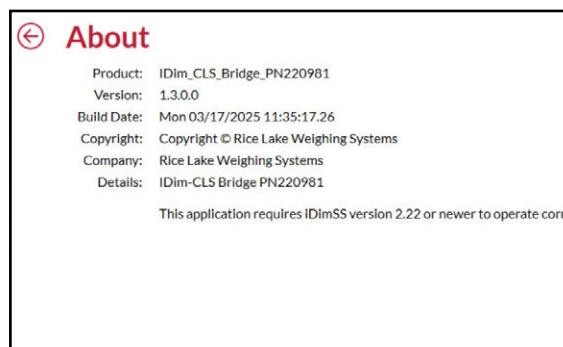 About
Product: IDim_CLS_Bridge_PN220981
Version: 1.3.0.0
Build Date: Mon 03/17/2025 11:35:17.26
Copyright: Copyright © Rice Lake Weighing Systems
Company: Rice Lake Weighing Systems
Details: IDim-CLS Bridge PN220981
This application requires iDimSS version 2.22 or newer to operate